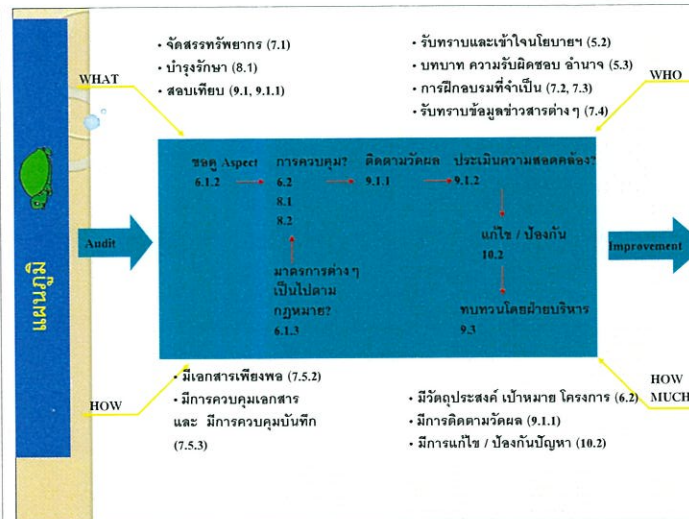 แผนภูมิ
WHAT
• จัดสรรทรัพยากร (7.1)
• บำรุงรักษา (8.1)
• สอบเทียบ (9.1, 9.1.1)
• รับทราบและเข้าใจนโยบายฯ (5.2)
• บทบาท ความรับผิดชอบ อำนาจ (5.3)
• การฝึกอบรมที่จำเป็น (7.2, 7.3)
• รับทราบข้อมูลข่าวสารต่างๆ (7.4)
WHO
Audit
ขอดู Aspect
6.1.2
การควบคุม?
6.2
8.1
8.2
ติดตามวัดผล
9.1.1
ประเมินความสอดคล้อง?
9.1.2
มาตรการต่างๆ
เป็นไปตาม
กฎหมาย?
6.1.3
แก้ไข / ป้องกัน
10.2
ทบทวนโดยฝ่ายบริหาร
9.3
Improvement
HOW
• มีเอกสารเพียงพอ (7.5.2)
• มีการควบคุมเอกสาร
และ มีการควบคุมบันทึก
(7.5.3)
• มีวัตถุประสงค์ เป้าหมาย โครงการ (6.2)
• มีการติดตามวัดผล (9.1.1)
• มีการแก้ไข / ป้องกันปัญหา (10.2)
HOW
MUCH